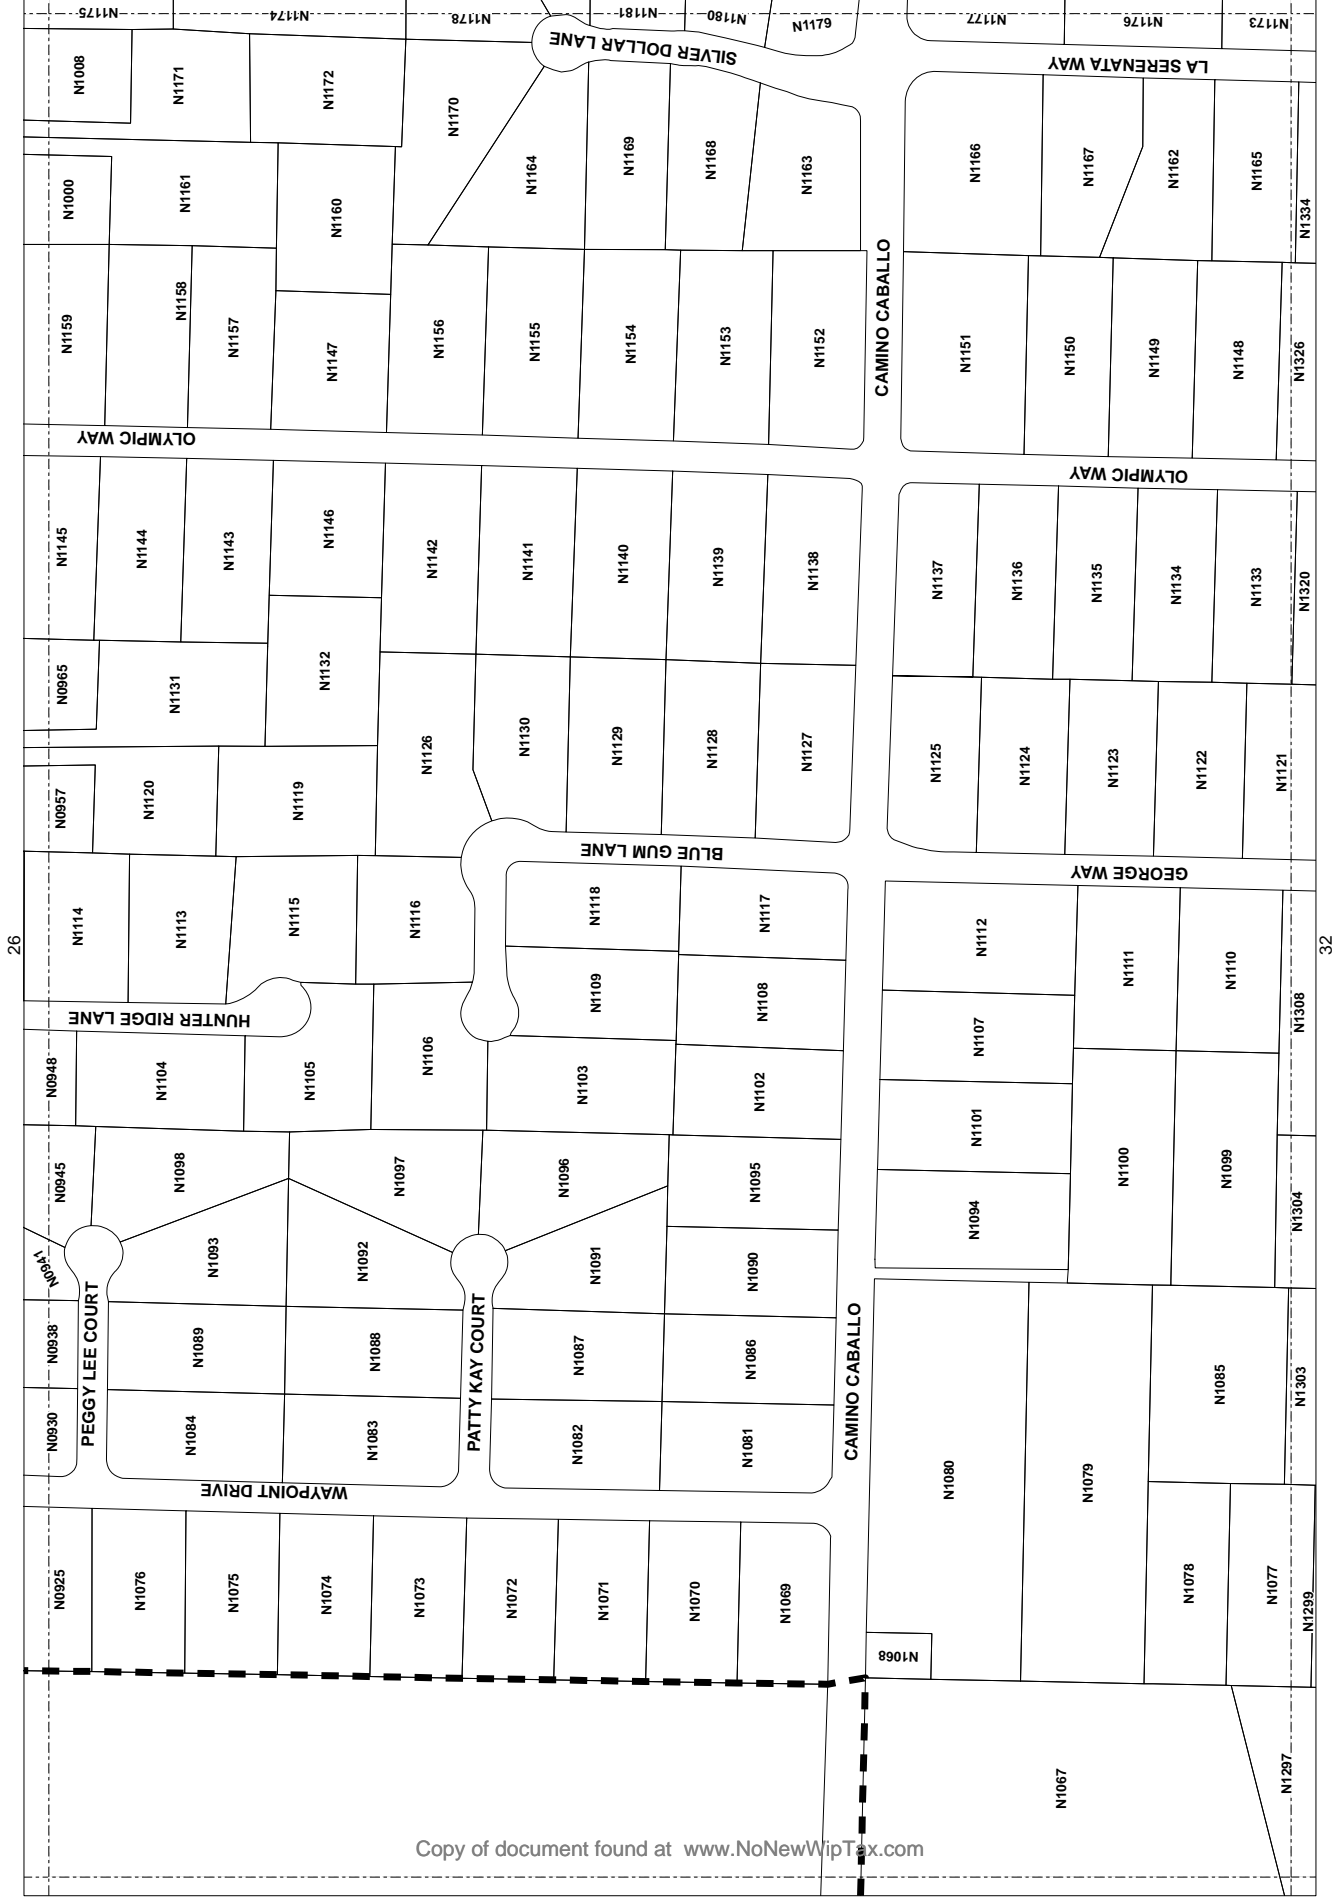 N1175
N1174
N1178
N1181
N1180
N1179
N1177
N1176
N1173
SILVER DOLLAR LANE
LA SERENATA WAY
N1008
N1171
N1172
N1170
N1164
N1169
N1168
N1163
N1166
N1167
N1162
N1165
N1334
N1000
N1161
N1160
N1159
N1158
N1157
N1147
N1156
N1155
N1154
N1153
N1152
CAMINO CABALLO
N1151
N1150
N1149
N1148
N1326
OLYMPIC WAY
OLYMPIC WAY
N1145
N1144
N1143
N1146
N1142
N1141
N1140
N1139
N1138
N1137
N1136
N1135
N1134
N1133
N1320
N0965
N1131
N1132
N1126
N1130
N1129
N1128
N1127
N1125
N1124
N1123
N1122
N1121
N0957
N1120
N1119
BLUE GUM LANE
GEORGE WAY
26
N1114
N1113
N1115
N1116
N1118
N1117
N1112
N1111
N1110
32
N1109
N1108
N1107
N1308
HUNTER RIDGE LANE
N0948
N1104
N1105
N1106
N1103
N1102
N1101
N1100
N1099
N0945
N1098
N1097
N1096
N1095
N1094
N1304
N0941
N1093
N1092
N1091
N1090
PEGGY LEE COURT
PATTY KAY COURT
CAMINO CABALLO
N0938
N1089
N1088
N1087
N1086
N1085
N1303
N0930
N1084
N1083
N1082
N1081
N1080
N1079
WAYPOINT DRIVE
N0925
N1076
N1075
N1074
N1073
N1072
N1071
N1070
N1069
N1078
N1077
N1299
N1068
N1067
N1297
Copy of document found at www.NoNewWipTax.com